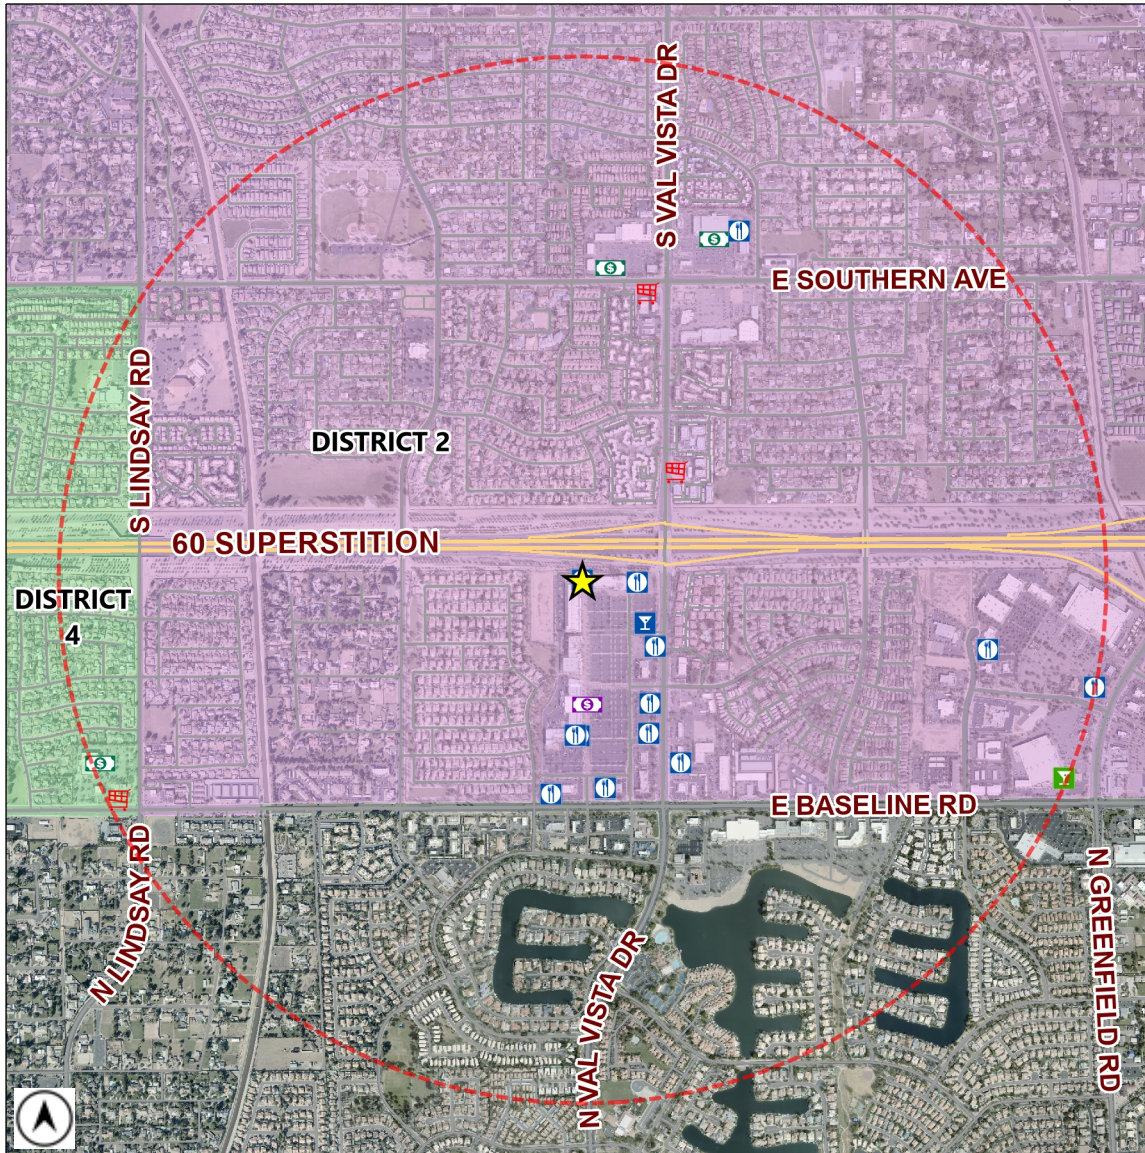 S VAL VISTA DR
$
$
E SOUTHERN AVE
S LINDSAY RD
DISTRICT 2
60 SUPERSTITION
DISTRICT
4
$
$
E BASELINE RD
N LINDSAY RD
N VAL VISTA DR
N GREENFIELD RD